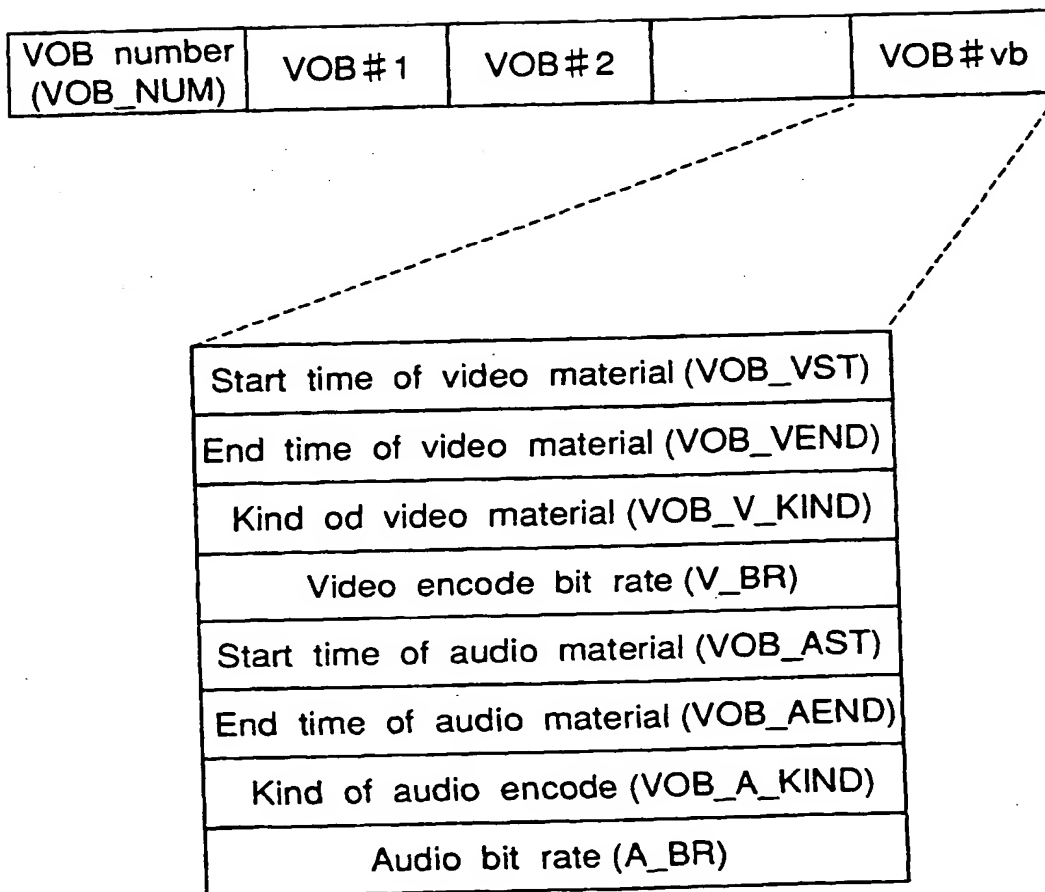 VOB number
(VOB_NUM)
VOB#1
VOB#2
VOB#vb
Start time of video material (VOB_VST)
End time of video material (VOB_VEND)
Kind od video material (VOB_V_KIND)
Video encode bit rate (V_BR)
Start time of audio material (VOB_AST)
End time of audio material (VOB_AEND)
Kind of audio encode (VOB_A_KIND)
Audio bit rate (A_BR)